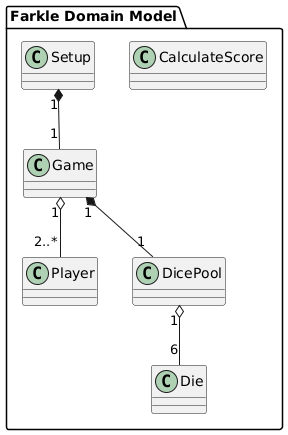 Farkle Domain Model
C Setup
C CalculateScore
1
1
C Game
1
1
2..*
1
C Player
C DicePool
1
6
C Die